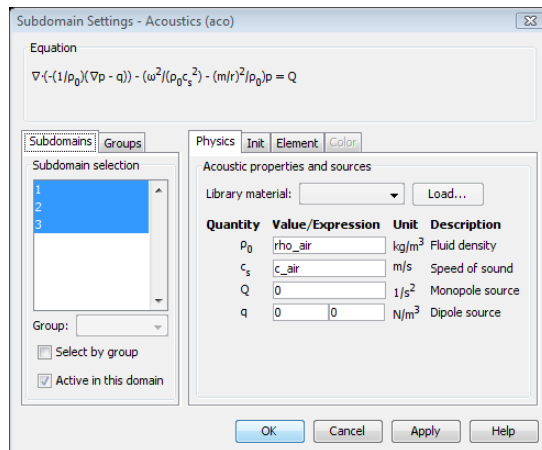 Subdomain Settings - Acoustics (aco)
Equation
∇·(-(1/ρ₀)(∇p - q)) - (ω²/(ρ₀cₛ²) - (m/r)²/ρ₀)p = Q
Subdomains Groups
Subdomain selection
1
2
3
Group:
Select by group
Active in this domain
Physics Init Element Color
Acoustic properties and sources
Library material: Load...
Quantity Value/Expression Unit Description
ρ₀ rho_air kg/m³ Fluid density
cₛ c_air m/s Speed of sound
Q 0 1/s² Monopole source
q 0 0 N/m³ Dipole source
OK Cancel Apply Help